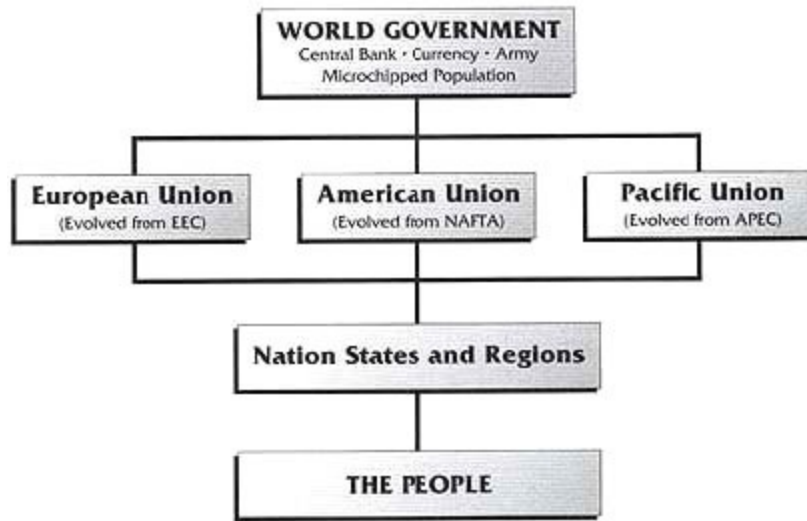 WORLD GOVERNMENT
Central Bank • Currency • Army
Microchipped Population
European Union
(Evolved from EEC)
American Union
(Evolved from NAFTA)
Pacific Union
(Evolved from APEC)
Nation States and Regions
THE PEOPLE